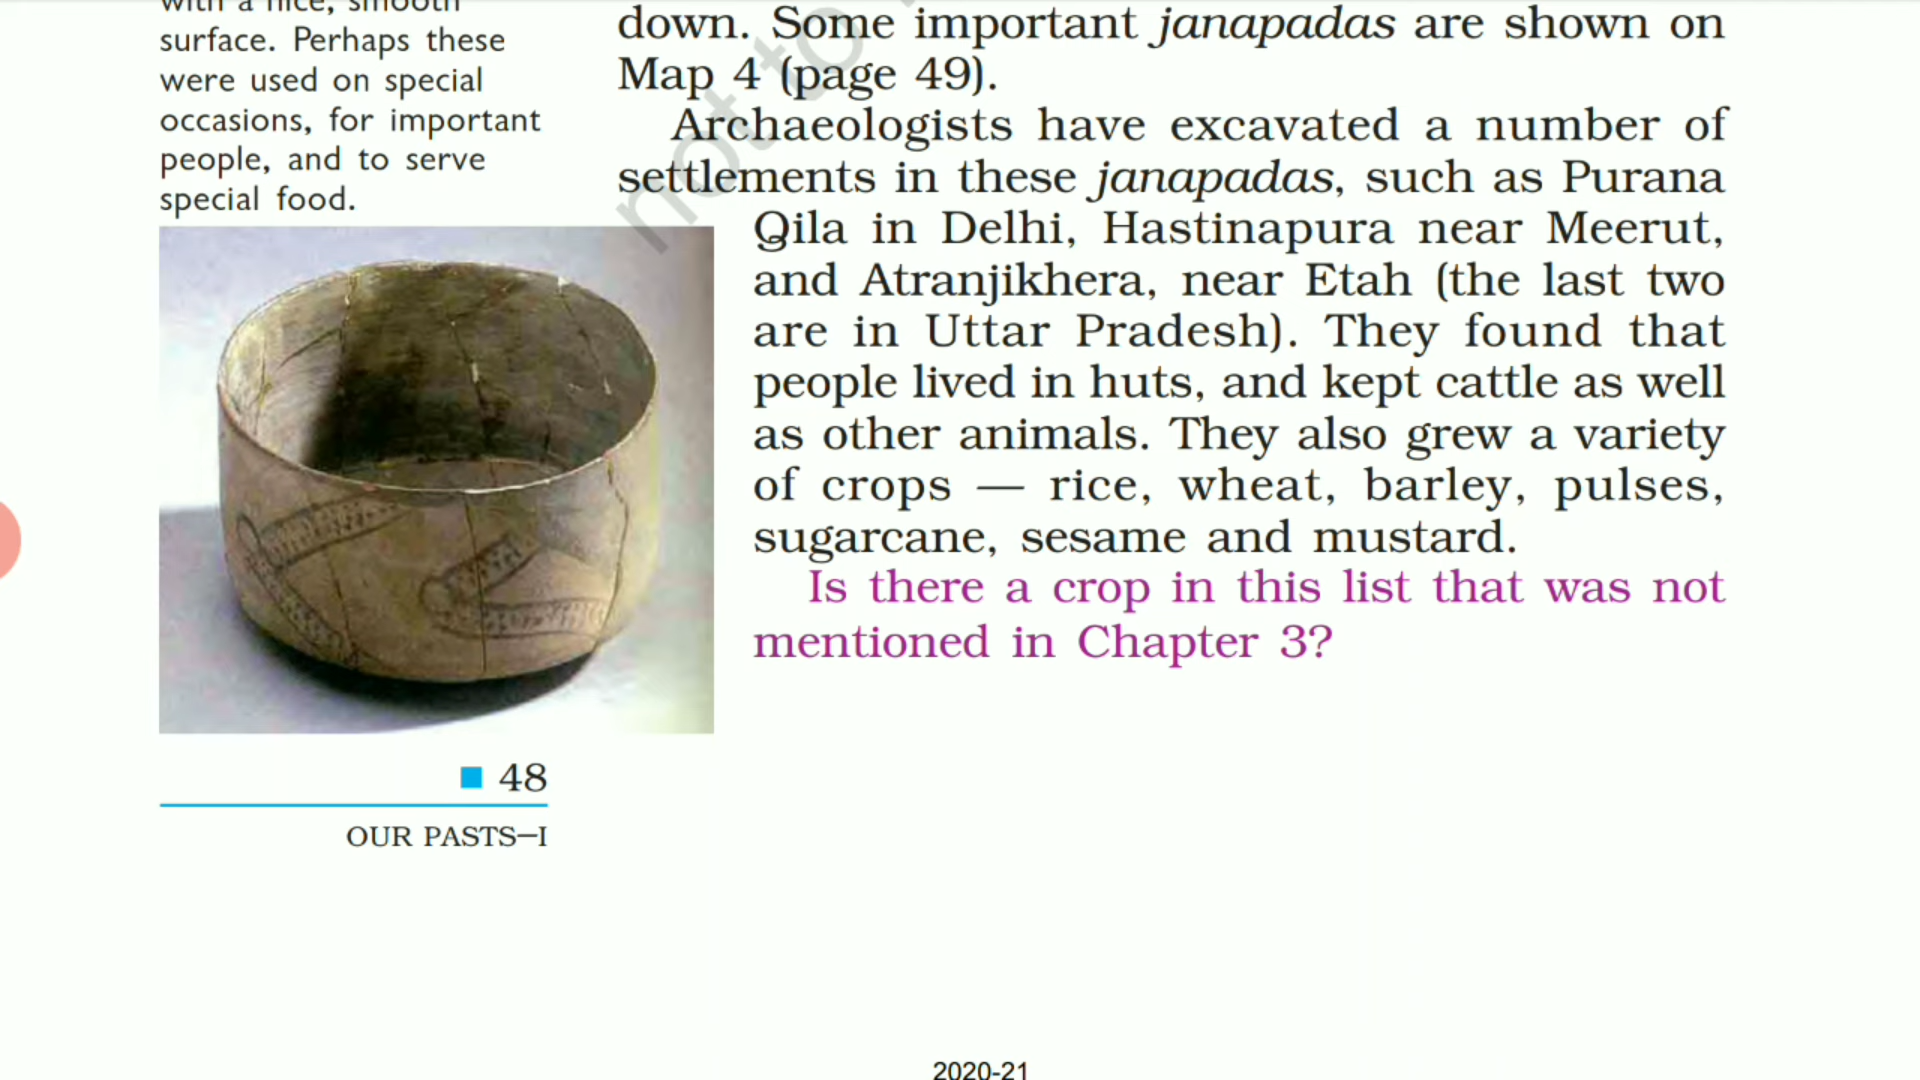 with a nice, smooth
surface. Perhaps these
were used on special
occasions, for important
people, and to serve
special food.
down. Some important janapadas are shown on
Map 4 (page 49).
Archaeologists have excavated a number of
settlements in these janapadas, such as Purana
Qila in Delhi, Hastinapura near Meerut,
and Atranjikhera, near Etah (the last two
are in Uttar Pradesh). They found that
people lived in huts, and kept cattle as well
as other animals. They also grew a variety
of crops — rice, wheat, barley, pulses,
sugarcane, sesame and mustard.
Is there a crop in this list that was not
mentioned in Chapter 3?
not to
48
OUR PASTS—I
2020-21